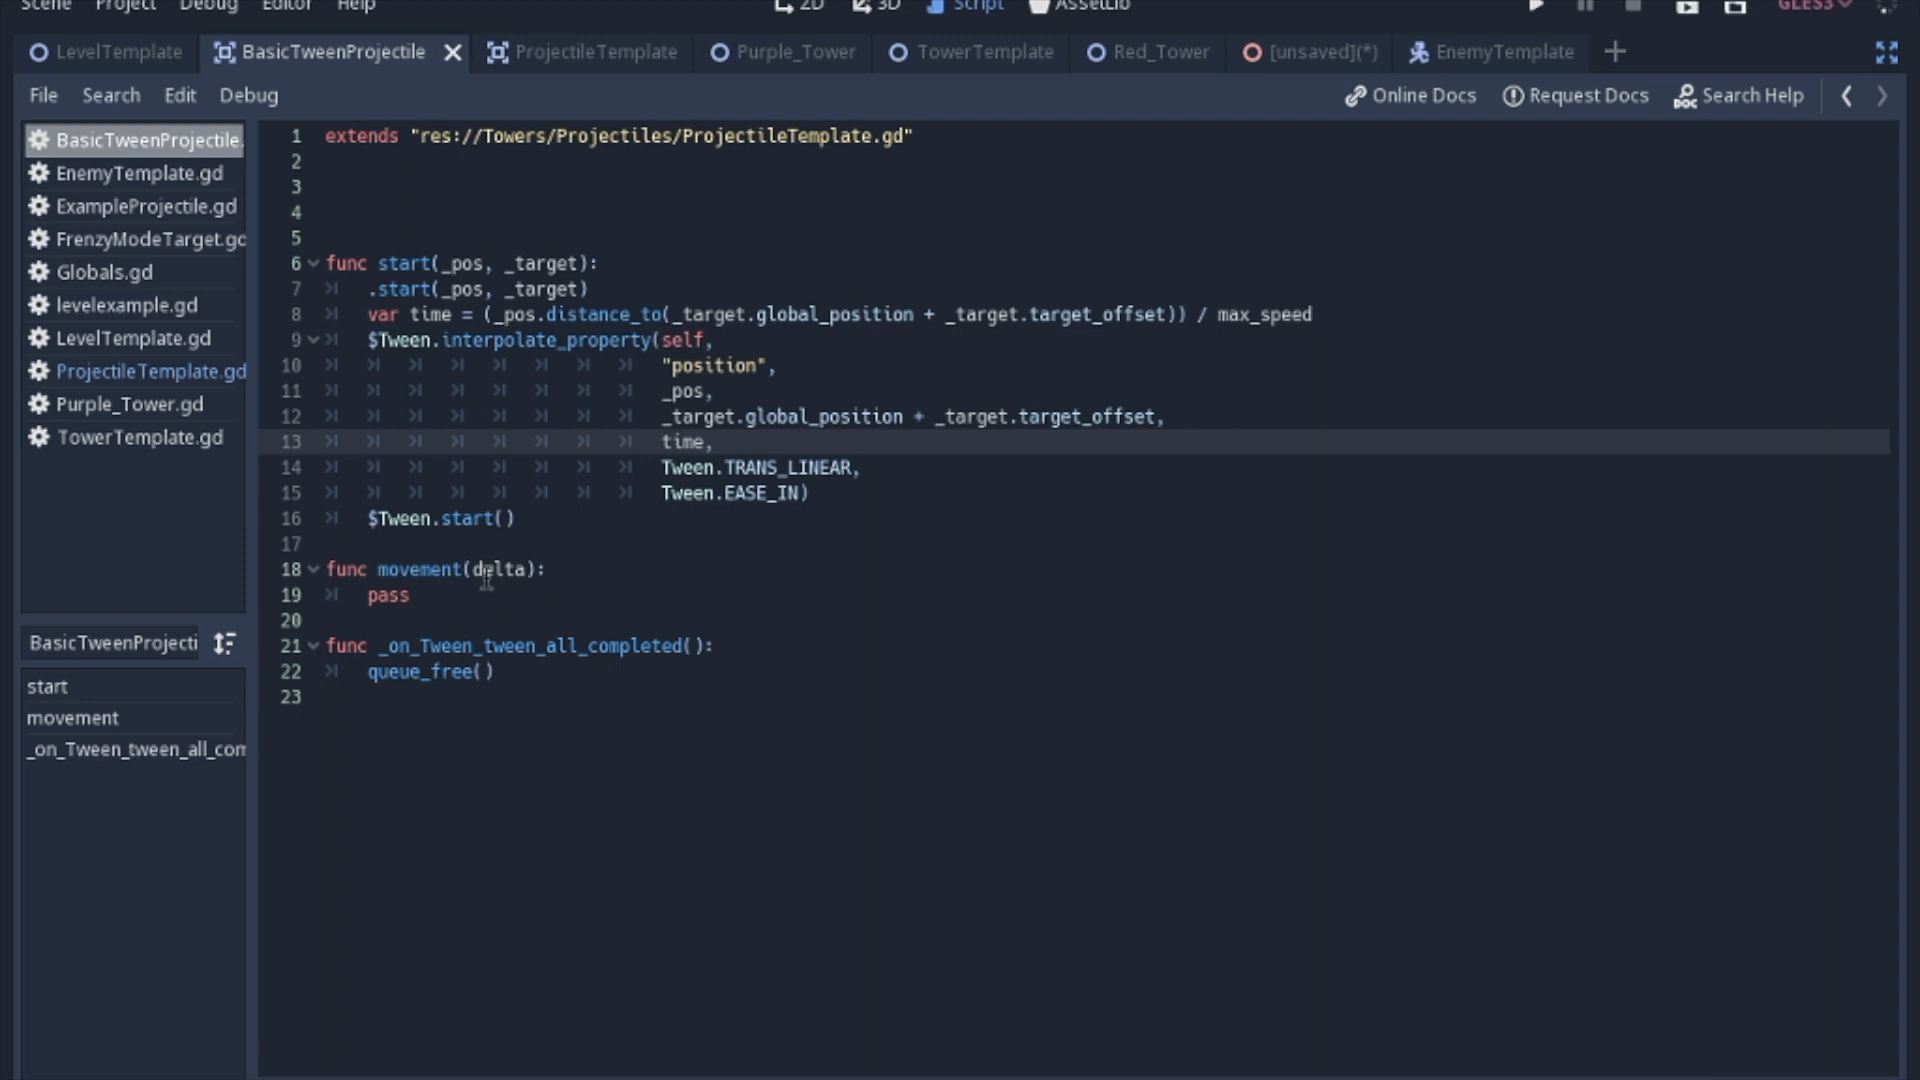 Scene Project Debug Editor Help 2D 3D Script AssetLib GLES3
LevelTemplate BasicTweenProjectile ProjectileTemplate Purple_Tower TowerTemplate Red_Tower [unsaved](*) EnemyTemplate
File Search Edit Debug Online Docs Request Docs Search Help
BasicTweenProjectile.
EnemyTemplate.gd
ExampleProjectile.gd
FrenzyModeTarget.gd
Globals.gd
levelexample.gd
LevelTemplate.gd
ProjectileTemplate.gd
Purple_Tower.gd
TowerTemplate.gd
BasicTweenProjecti
start
movement
_on_Tween_tween_all_com
1 extends "res://Towers/Projectiles/ProjectileTemplate.gd"
2
3
4
5
6 func start(_pos, _target):
7 .start(_pos, _target)
8 var time = (_pos.distance_to(_target.global_position + _target.target_offset)) / max_speed
9 $Tween.interpolate_property(self,
10 "position",
11 _pos,
12 _target.global_position + _target.target_offset,
13 time,
14 Tween.TRANS_LINEAR,
15 Tween.EASE_IN)
16 $Tween.start()
17
18 func movement(delta):
19 pass
20
21 func _on_Tween_tween_all_completed():
22 queue_free()
23